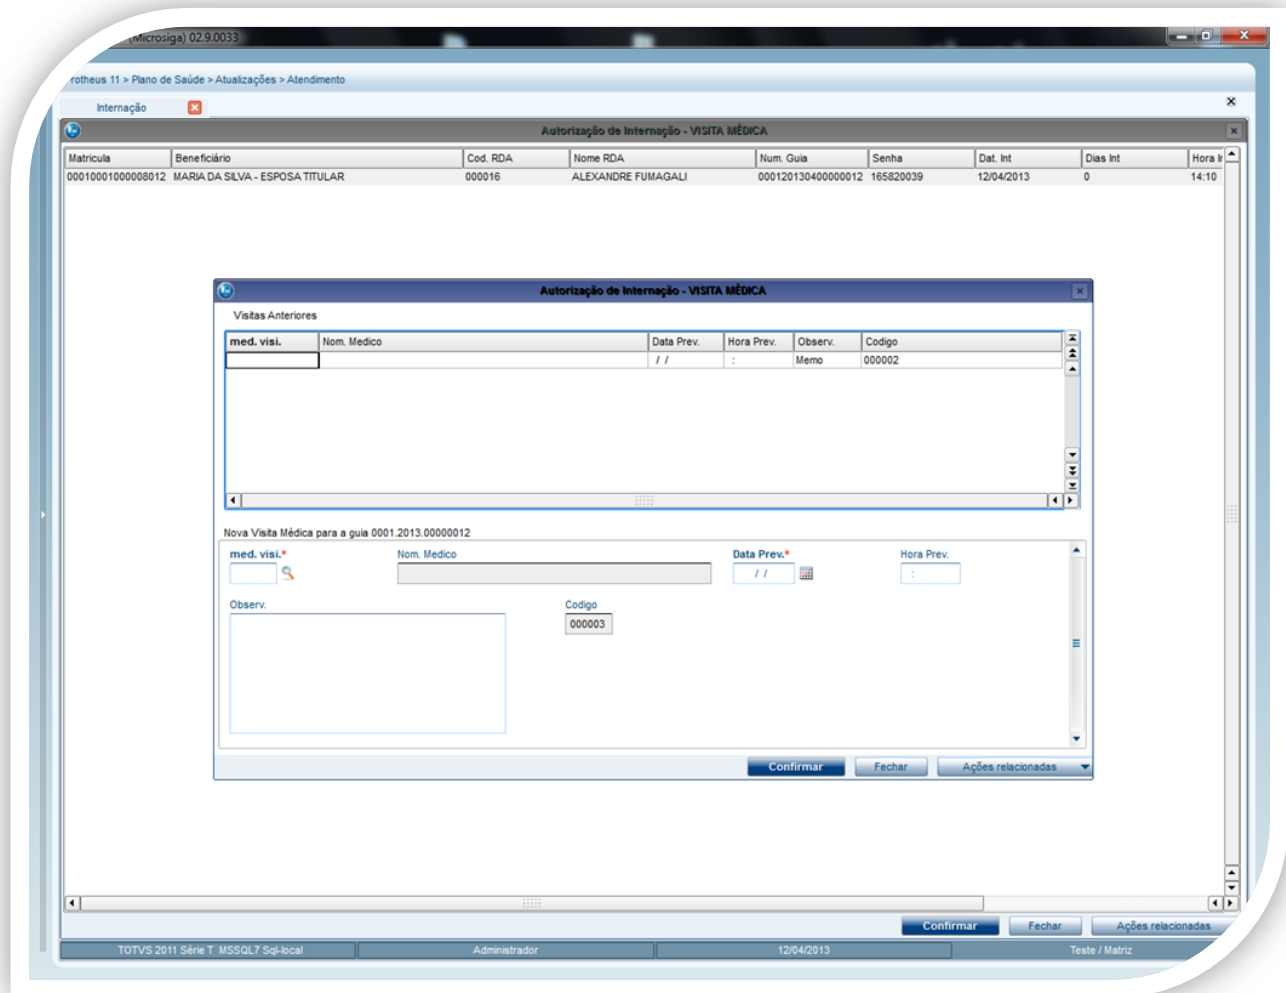 (Microsiga) 02.9.0033
rotheus 11 > Plano de Saúde > Atualizações > Atendimento
Internação
Autorização de Internação - VISITA MÉDICA
Matricula Beneficiário Cod. RDA Nome RDA Num. Guia Senha Dat. Int Dias Int Hora Ir
00010001000008012 MARIA DA SILVA - ESPOSA TITULAR 000016 ALEXANDRE FUMAGALI 000120130400000012 165820039 12/04/2013 0 14:10
Autorização de Internação - VISITA MÉDICA
Visitas Anteriores
med. visi. Nom. Medico Data Prev. Hora Prev. Observ. Codigo
/ / : Memo 000002
Nova Visita Médica para a guia 0001.2013.00000012
med. visi.* Nom. Medico Data Prev.* Hora Prev.
/ / :
Observ. Codigo
000003
Confirmar Fechar Ações relacionadas
Confirmar Fechar Ações relacionadas
TOTVS 2011 Série T MSSQL7 Sql-local Administrador 12/04/2013 Teste / Matriz